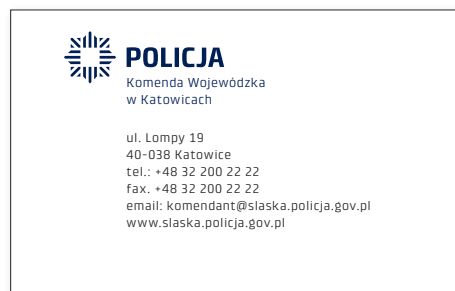 POLICJA
Komenda Wojewódzka
w Katowicach
ul. Lompy 19
40-038 Katowice
tel.: +48 32 200 22 22
fax. +48 32 200 22 22
email: komendant@slaska.policja.gov.pl
www.slaska.policja.gov.pl